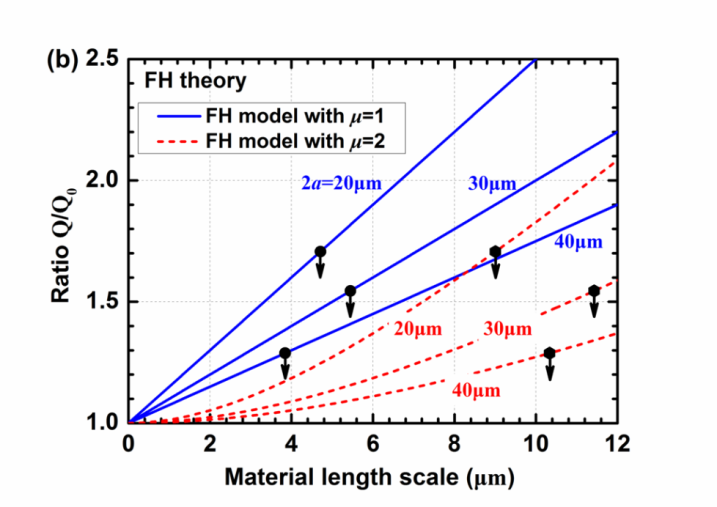 (b)
FH theory
FH model with μ=1
FH model with μ=2
2a=20μm
30μm
40μm
20μm
30μm
40μm
2.5
2.0
1.5
1.0
0 2 4 6 8 10 12
Ratio Q/Q₀
Material length scale (μm)